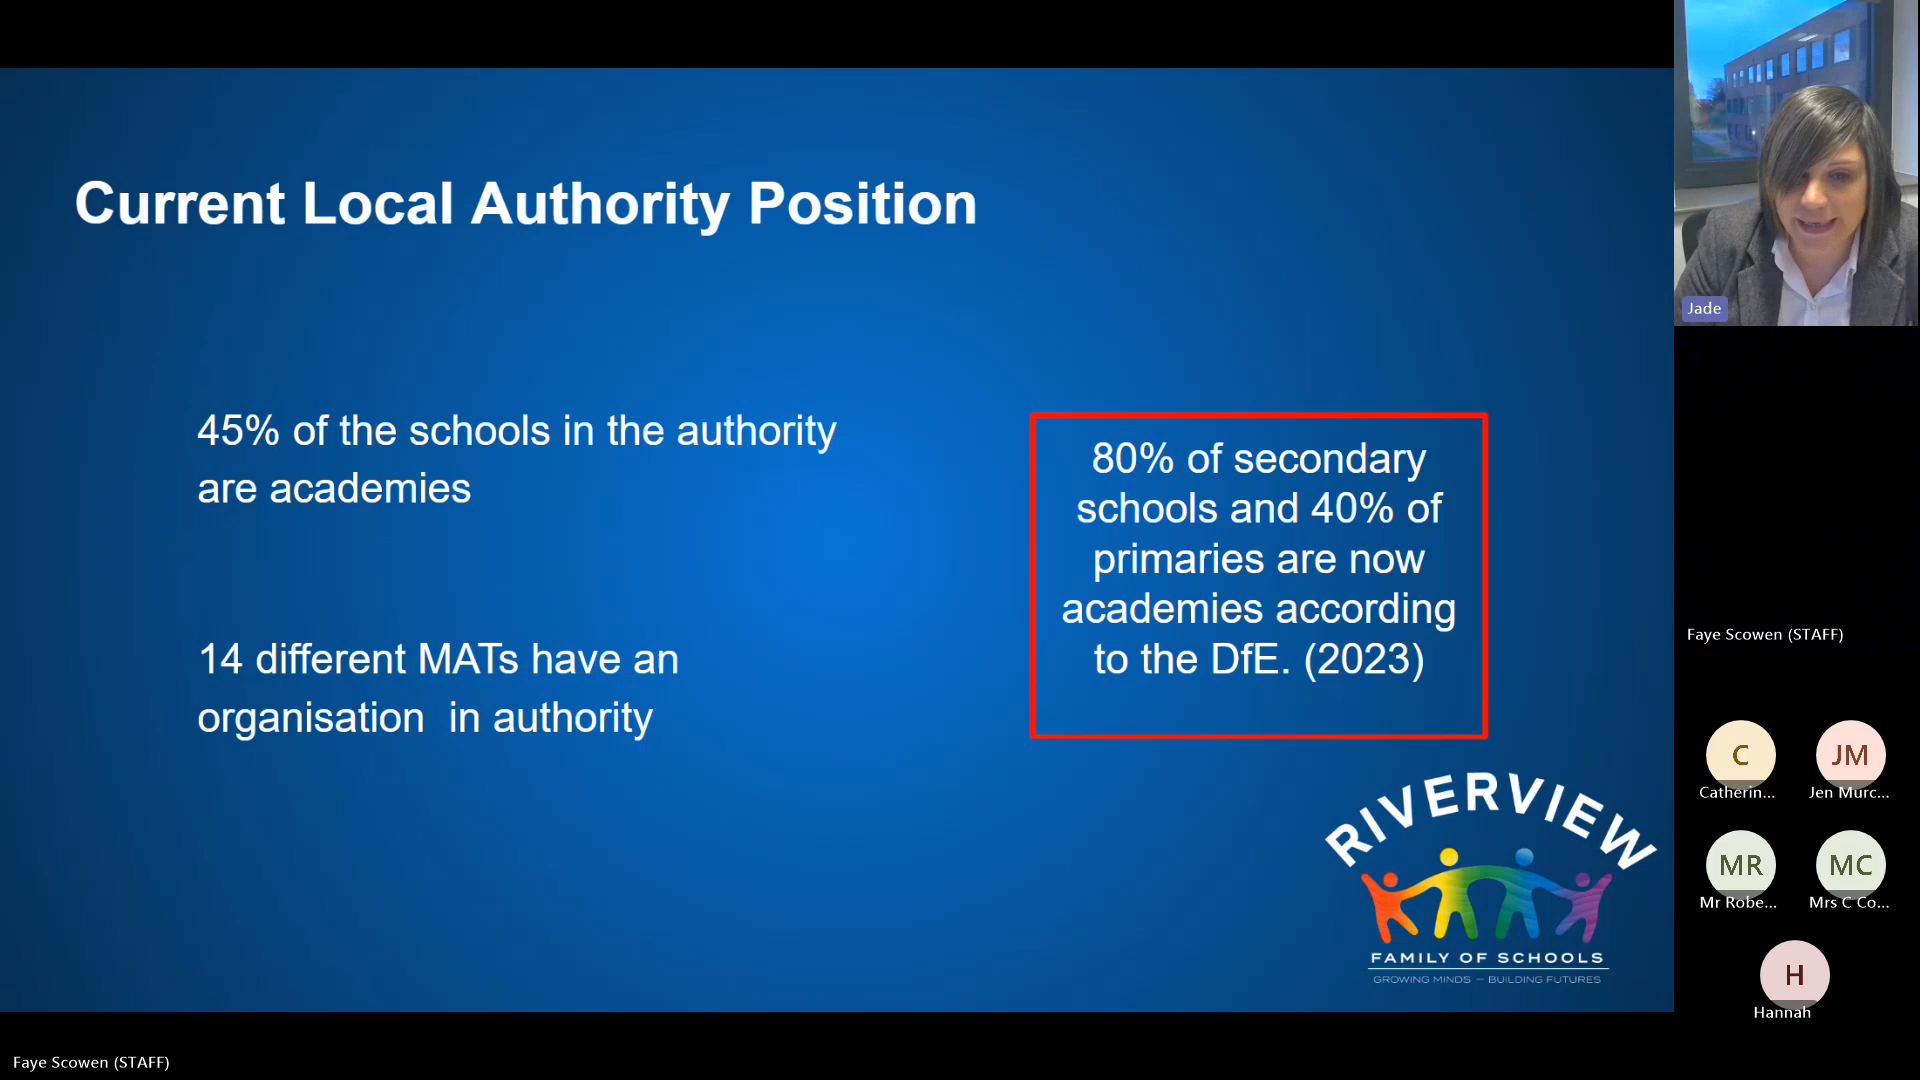 Current Local Authority Position
45% of the schools in the authority
are academies
14 different MATs have an
organisation  in authority
80% of secondary
schools and 40% of
primaries are now
academies according
to the DfE. (2023)
RIVERVIEW
FAMILY OF SCHOOLS
GROWING MINDS – BUILDING FUTURES
Jade
Faye Scowen (STAFF)
C
JM
Catherin...
Jen Murc...
MR
MC
Mr Robe...
Mrs C Co...
H
Hannah
Faye Scowen (STAFF)